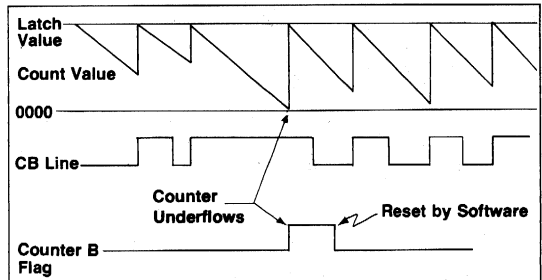 Latch
Value
Count Value
0000
CB Line
Counter
Underflows
Reset by Software
Counter B
Flag